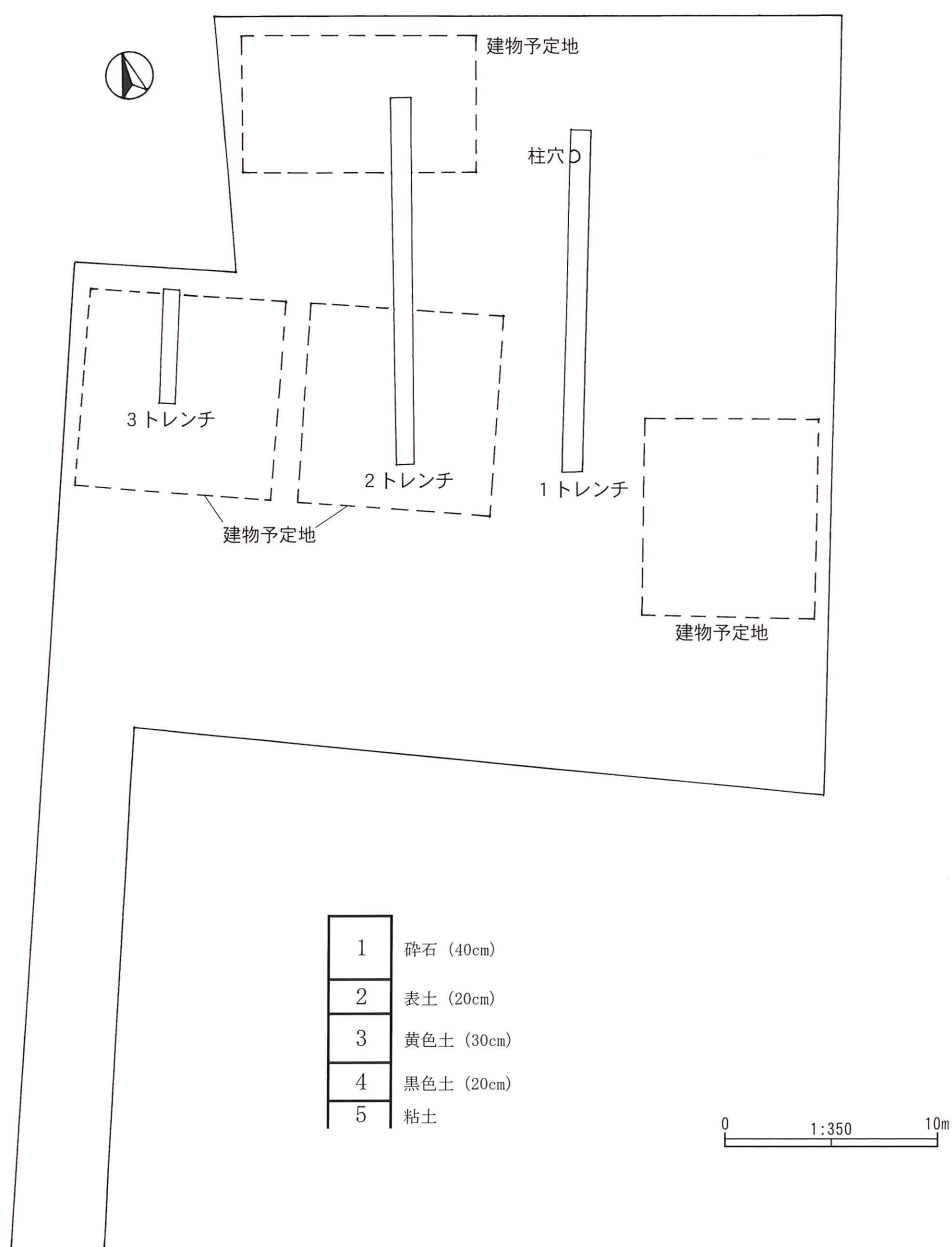 建物予定地
柱穴
3トレンチ
2トレンチ
1トレンチ
建物予定地
建物予定地
1 砕石 (40cm)
2 表土 (20cm)
3 黄色土 (30cm)
4 黒色土 (20cm)
5 粘土
0 1:350 10m